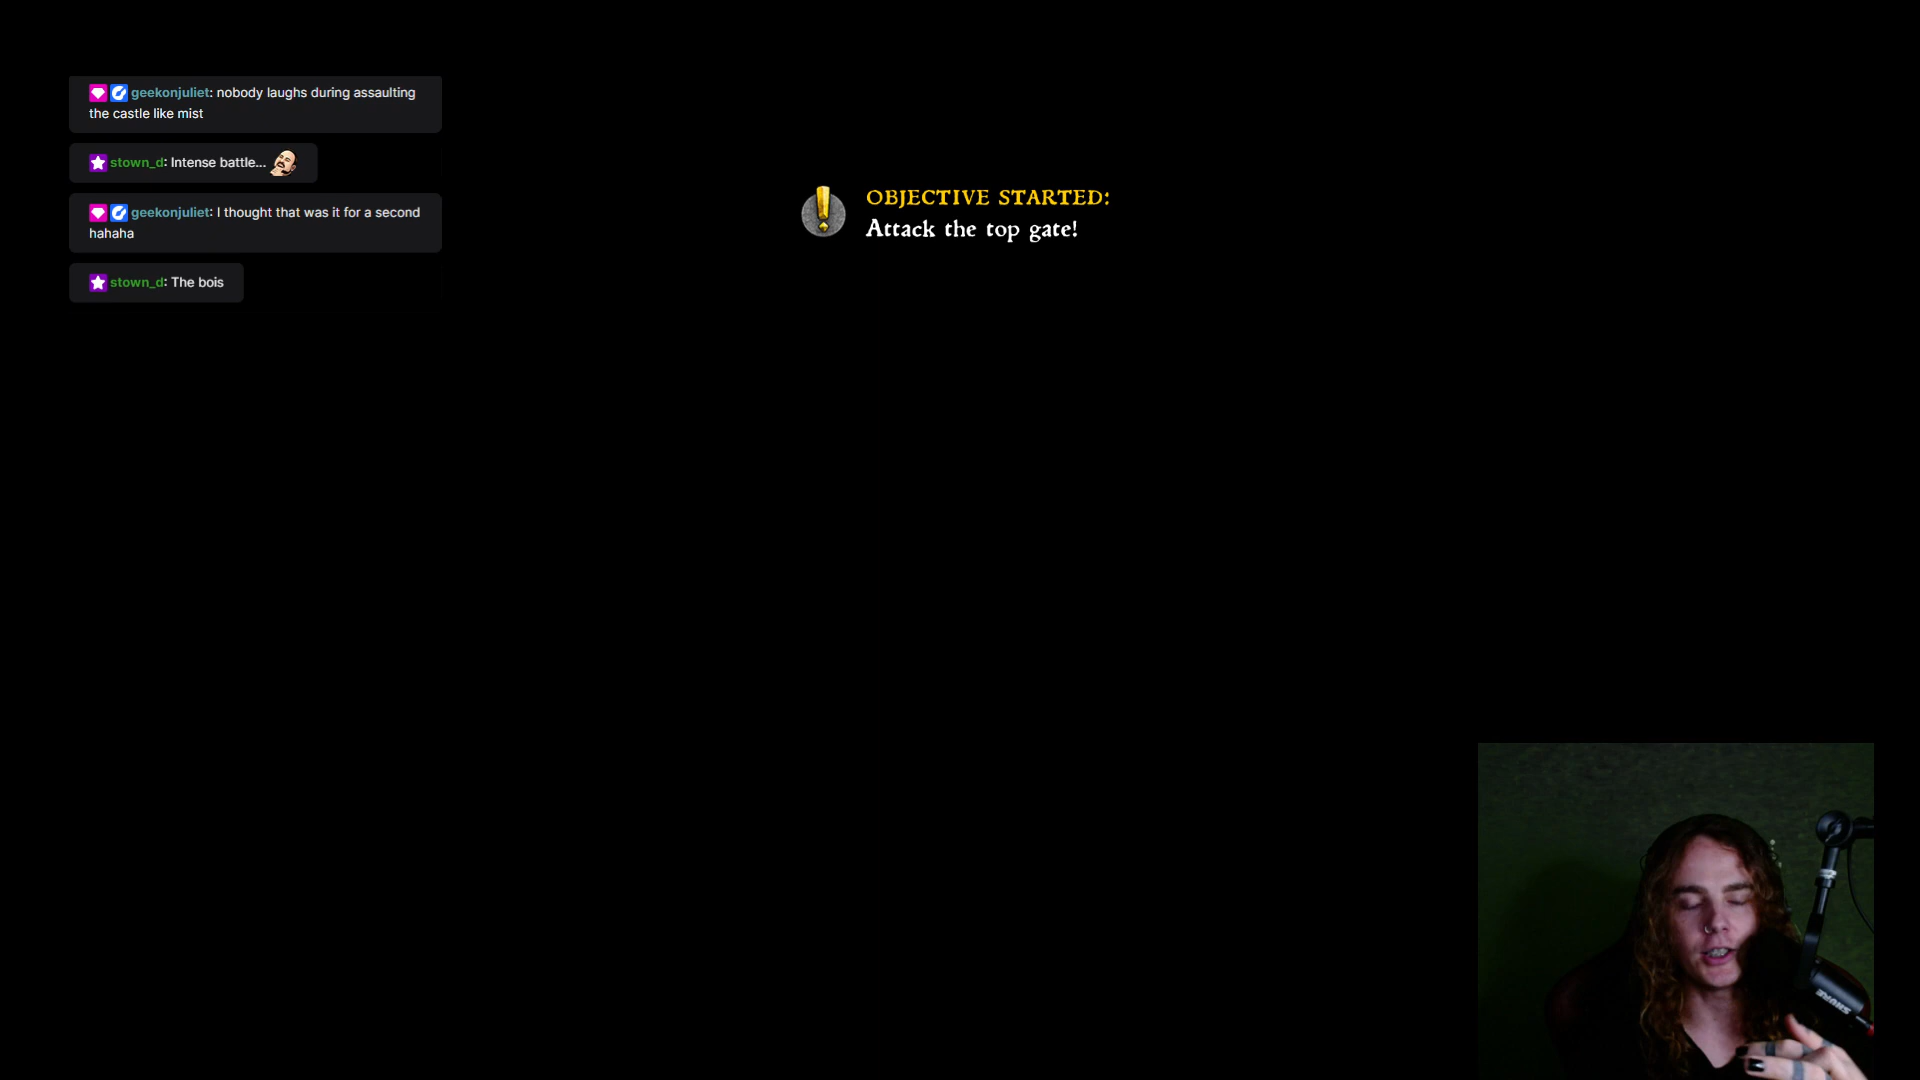 geekonjuliet: nobody laughs during assaulting
the castle like mist
stown_d: Intense battle...
geekonjuliet: I thought that was it for a second
hahaha
stown_d: The bois
OBJECTIVE STARTED:
Attack the top gate!
SHURE